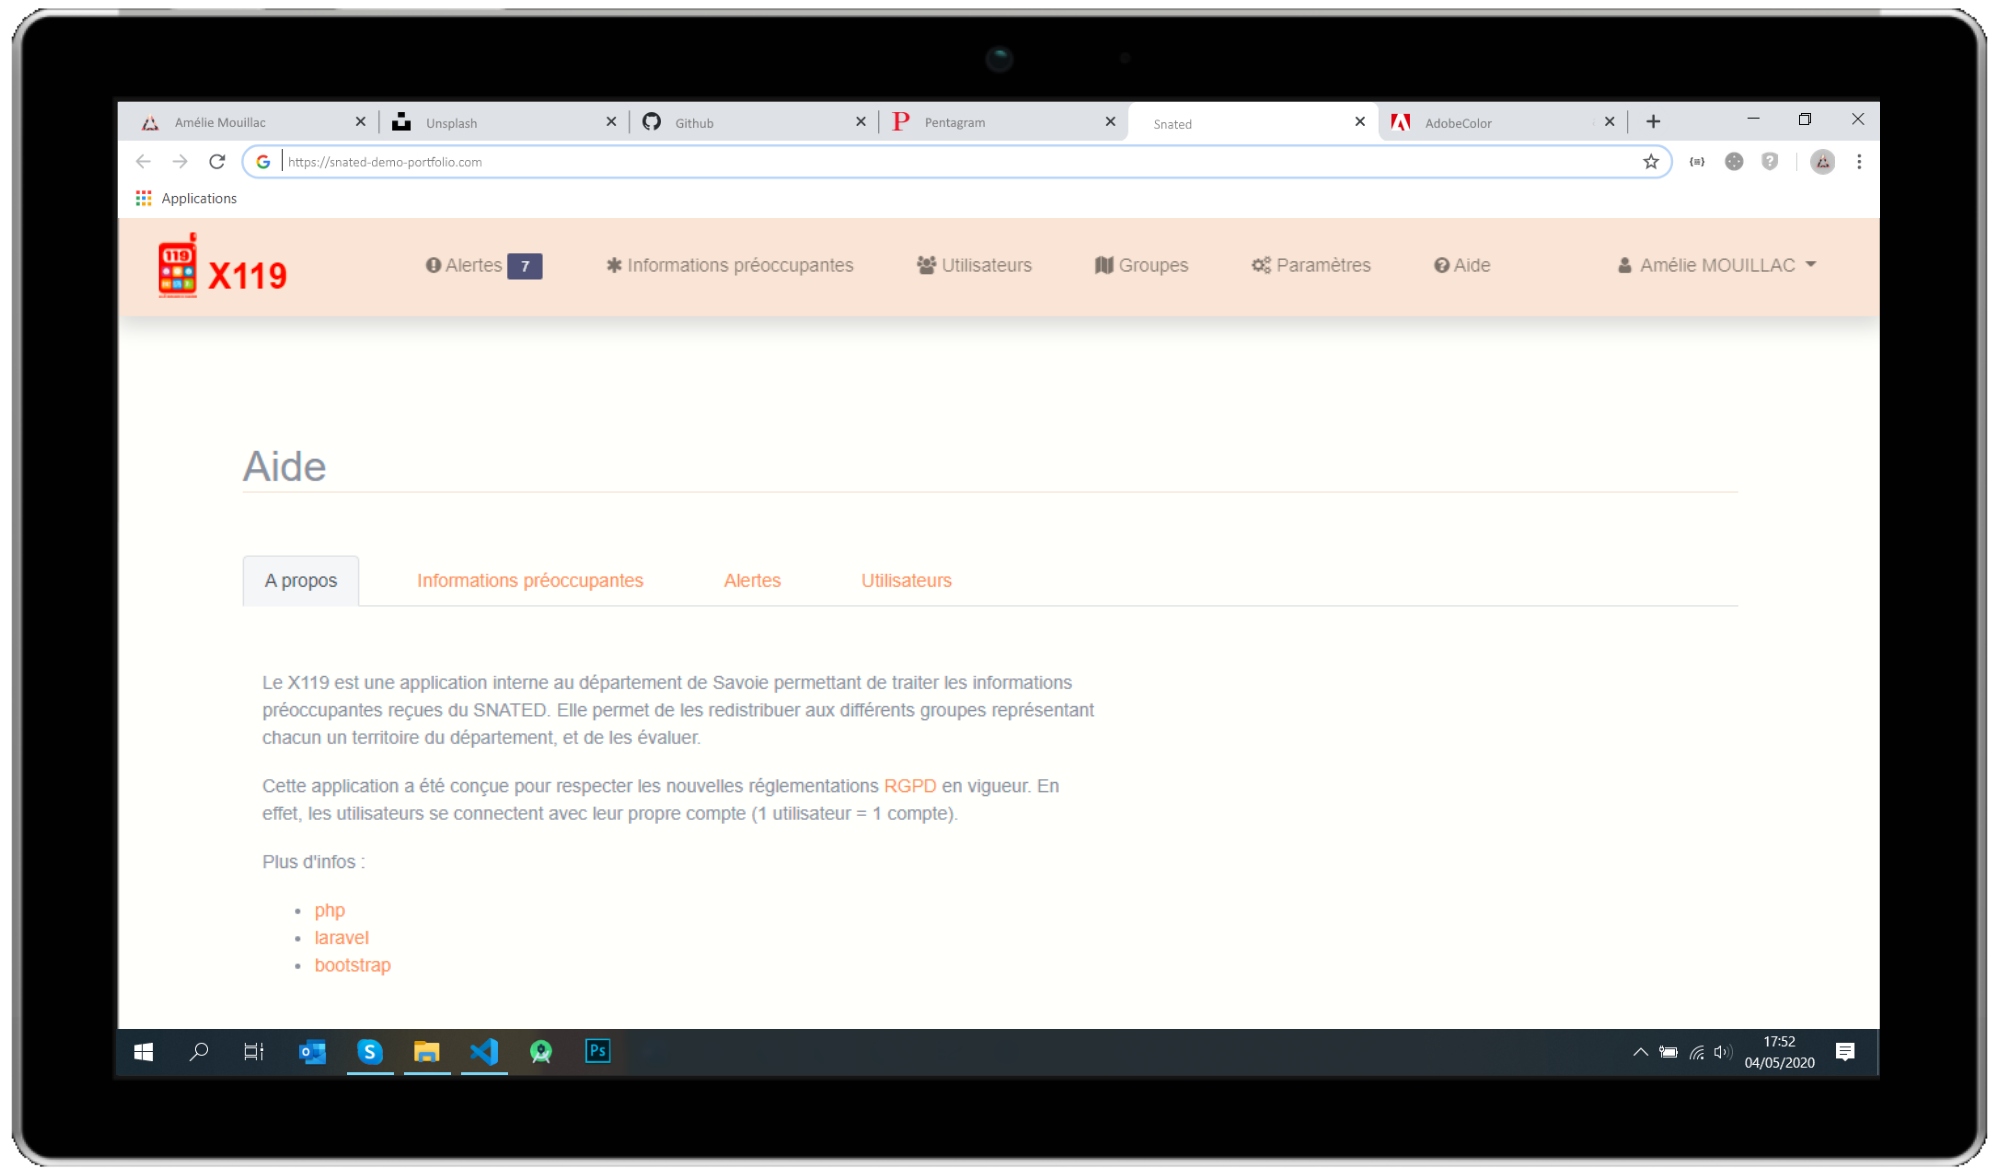 Amélie Mouillac Unsplash Github Pentagram Snated AdobeColor
https://snated-demo-portfolio.com
Applications
119 X119 Alertes 7 Informations préoccupantes Utilisateurs Groupes Paramètres Aide Amélie MOUILLAC
Aide
A propos Informations préoccupantes Alertes Utilisateurs
Le X119 est une application interne au département de Savoie permettant de traiter les informations
préoccupantes reçues du SNATED. Elle permet de les redistribuer aux différents groupes représentant
chacun un territoire du département, et de les évaluer.
Cette application a été conçue pour respecter les nouvelles réglementations RGPD en vigueur. En
effet, les utilisateurs se connectent avec leur propre compte (1 utilisateur = 1 compte).
Plus d'infos :
• php
• laravel
• bootstrap
17:52
04/05/2020